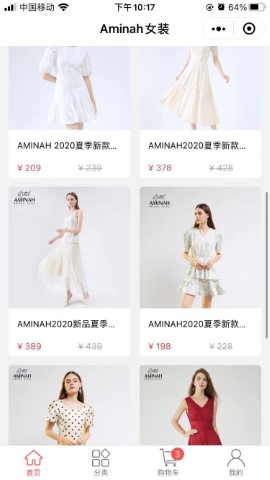 中国移动 下午10:17 64%
Aminah女装
AMINAH 2020夏季新款...
¥ 209 ¥ 239
AMINAH2020夏季新款...
¥ 378 ¥ 428
AMINAH
AMINAH
AMINAH2020新品夏季...
¥ 389 ¥ 439
AMINAH2020夏季新款...
¥ 198 ¥ 228
AMINAH
AMINAH
3
首页 分类 购物车 我的